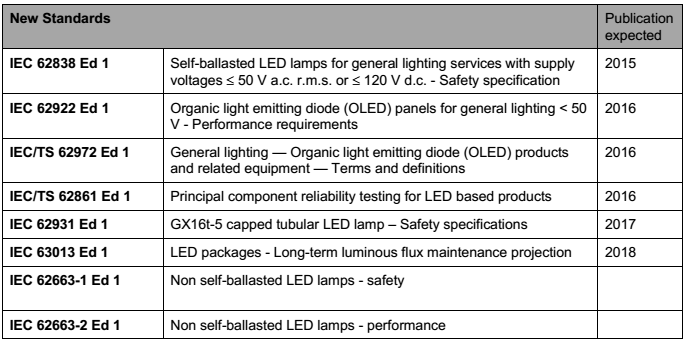 New Standards
Publication
expected
IEC 62838 Ed 1
Self-ballasted LED lamps for general lighting services with supply
voltages ≤ 50 V a.c. r.m.s. or ≤ 120 V d.c. - Safety specification
2015
IEC 62922 Ed 1
Organic light emitting diode (OLED) panels for general lighting < 50
V - Performance requirements
2016
IEC/TS 62972 Ed 1
General lighting — Organic light emitting diode (OLED) products
and related equipment — Terms and definitions
2016
IEC/TS 62861 Ed 1
Principal component reliability testing for LED based products
2016
IEC 62931 Ed 1
GX16t-5 capped tubular LED lamp – Safety specifications
2017
IEC 63013 Ed 1
LED packages - Long-term luminous flux maintenance projection
2018
IEC 62663-1 Ed 1
Non self-ballasted LED lamps - safety
IEC 62663-2 Ed 1
Non self-ballasted LED lamps - performance